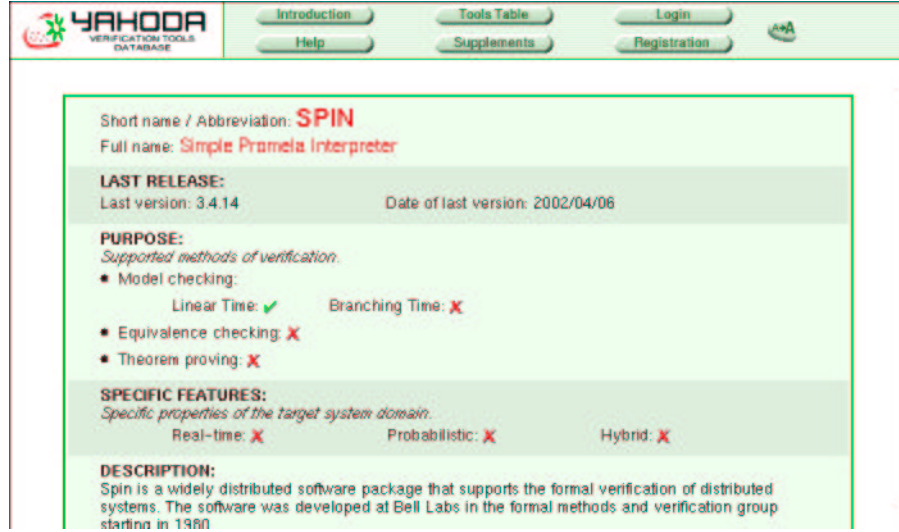 YAHODA
VERIFICATION TOOLS
DATABASE
Introduction Tools Table Login
Help Supplements Registration
A→A
Short name / Abbreviation: SPIN
Full name: Simple Promela Interpreter
LAST RELEASE:
Last version: 3.4.14 Date of last version: 2002/04/06
PURPOSE:
Supported methods of verification.
Model checking:
Linear Time: ✔ Branching Time: ✘
Equivalence checking: ✘
Theorem proving: ✘
SPECIFIC FEATURES:
Specific properties of the target system domain.
Real-time: ✘ Probabilistic: ✘ Hybrid: ✘
DESCRIPTION:
Spin is a widely distributed software package that supports the formal verification of distributed
systems. The software was developed at Bell Labs in the formal methods and verification group
starting in 1980